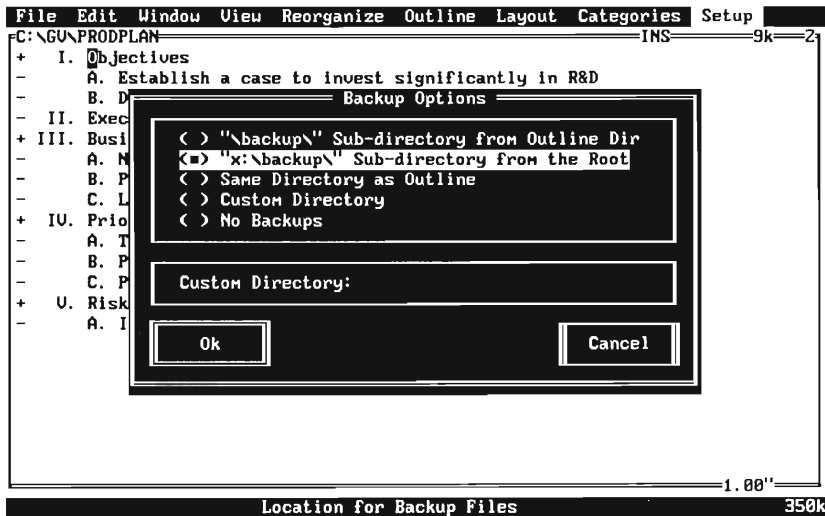 File Edit Window View Reorganize Outline Layout Categories Setup
C:\GV\PRODPLAN INS 9k 2
+ I. Objectives
- A. Establish a case to invest significantly in R&D
- B. D
Backup Options
- II. Exec
+ III. Busi
( ) "\backup\" Sub-directory from Outline Dir
- A. N
(■) "x:\backup\" Sub-directory from the Root
- B. P
( ) Same Directory as Outline
- C. L
( ) Custom Directory
+ IV. Prio
( ) No Backups
- A. T
- B. P
- C. P
Custom Directory:
+ V. Risk
- A. I
Ok Cancel
1.00"
Location for Backup Files 350k